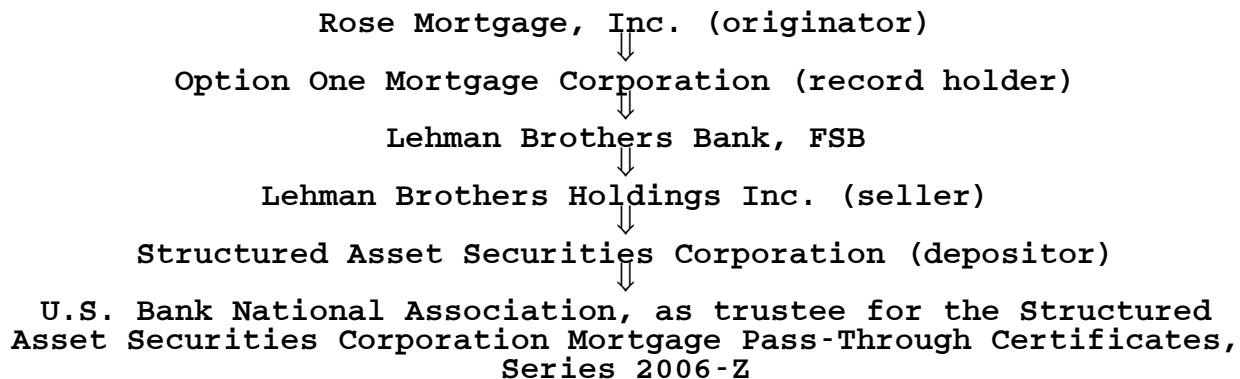 Rose Mortgage, Inc. (originator)
⇓
Option One Mortgage Corporation (record holder)
⇓
Lehman Brothers Bank, FSB
⇓
Lehman Brothers Holdings Inc. (seller)
⇓
Structured Asset Securities Corporation (depositor)
⇓
U.S. Bank National Association, as trustee for the Structured
Asset Securities Corporation Mortgage Pass-Through Certificates,
Series 2006-Z